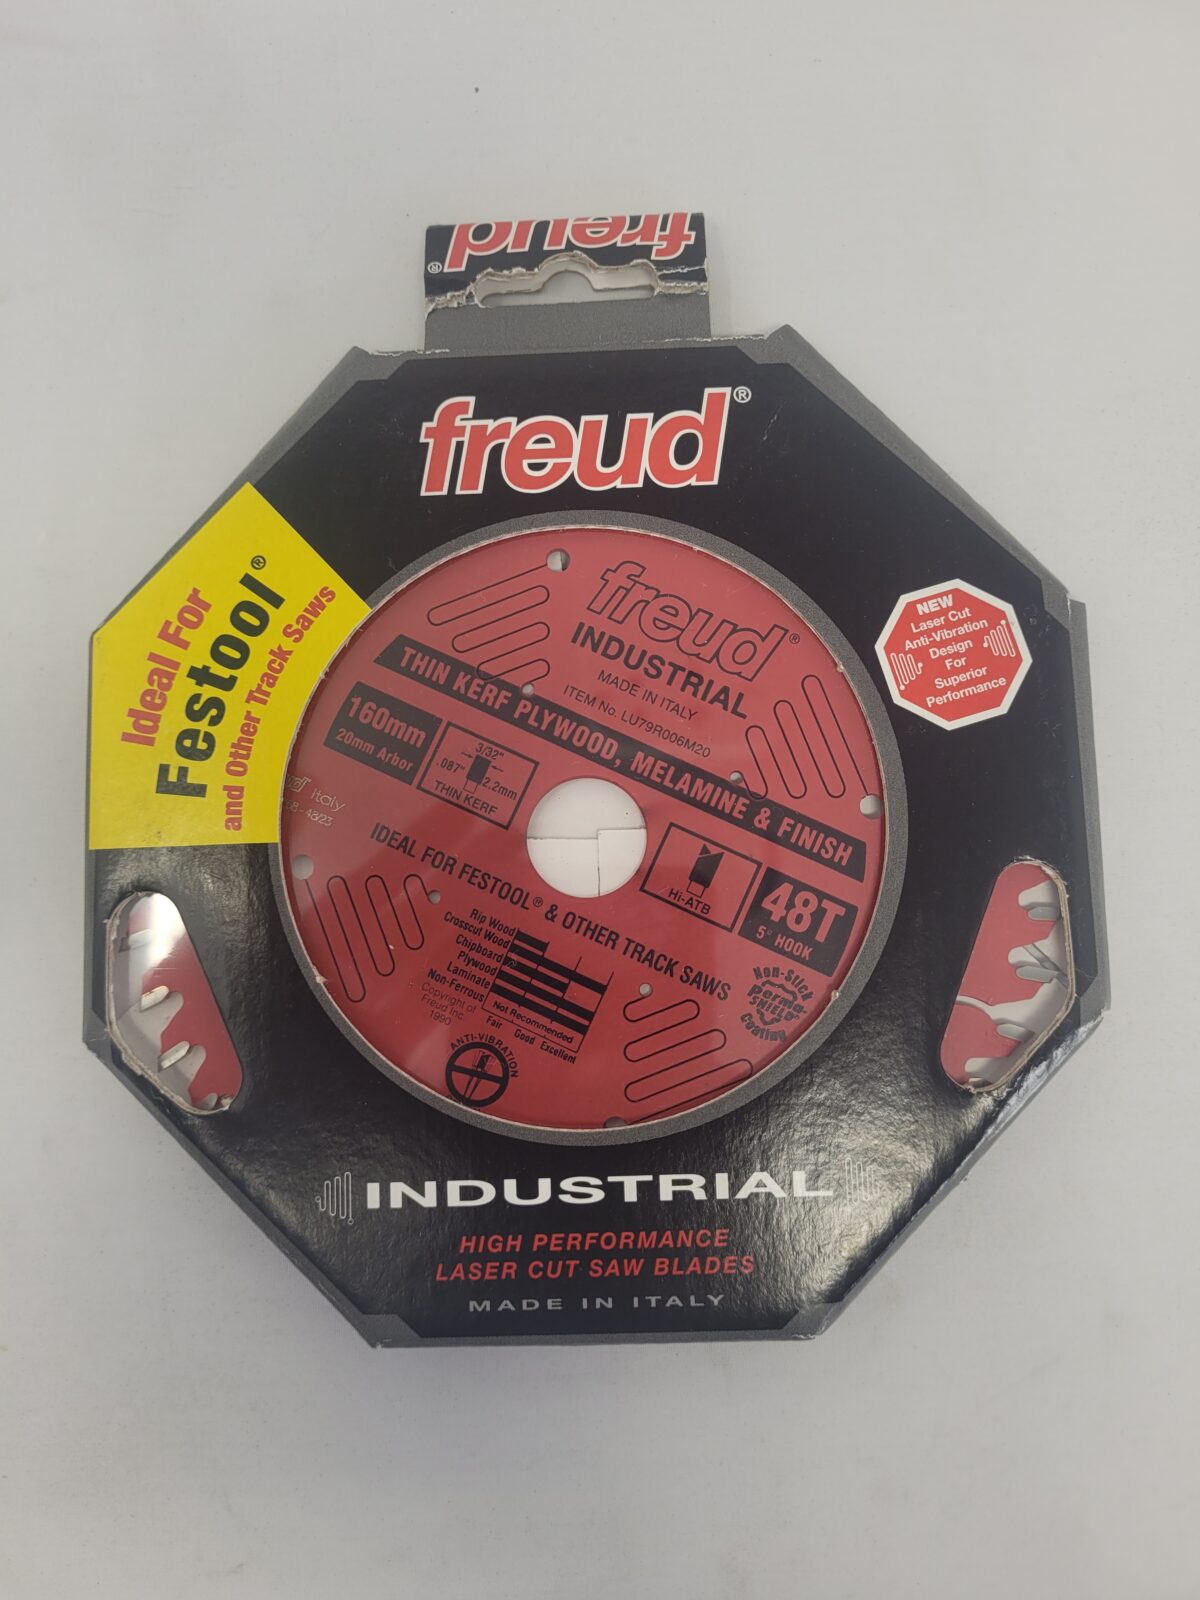 freud®
freud®
Ideal For
Festool®
and Other Track Saws
NEW
Laser Cut
Anti-Vibration
Design
For
Superior
Performance
freud®
INDUSTRIAL
MADE IN ITALY
ITEM No. LU79R006M20
THIN KERF PLYWOOD, MELAMINE & FINISH
160mm
20mm Arbor
3/32"
.087" 2.2mm
THIN KERF
italy
48/23
Hi-ATB
48T
5° HOOK
IDEAL FOR FESTOOL® & OTHER TRACK SAWS
Rip Wood
Crosscut Wood
Chipboard
Plywood
Laminate
Non-Ferrous
Not Recommended
Fair Good Excellent
Copyright of
Freud Inc.
1990
Non-Stick
Perma-
SHIELD
Coating
ANTI-VIBRATION
INDUSTRIAL
HIGH PERFORMANCE
LASER CUT SAW BLADES
MADE IN ITALY